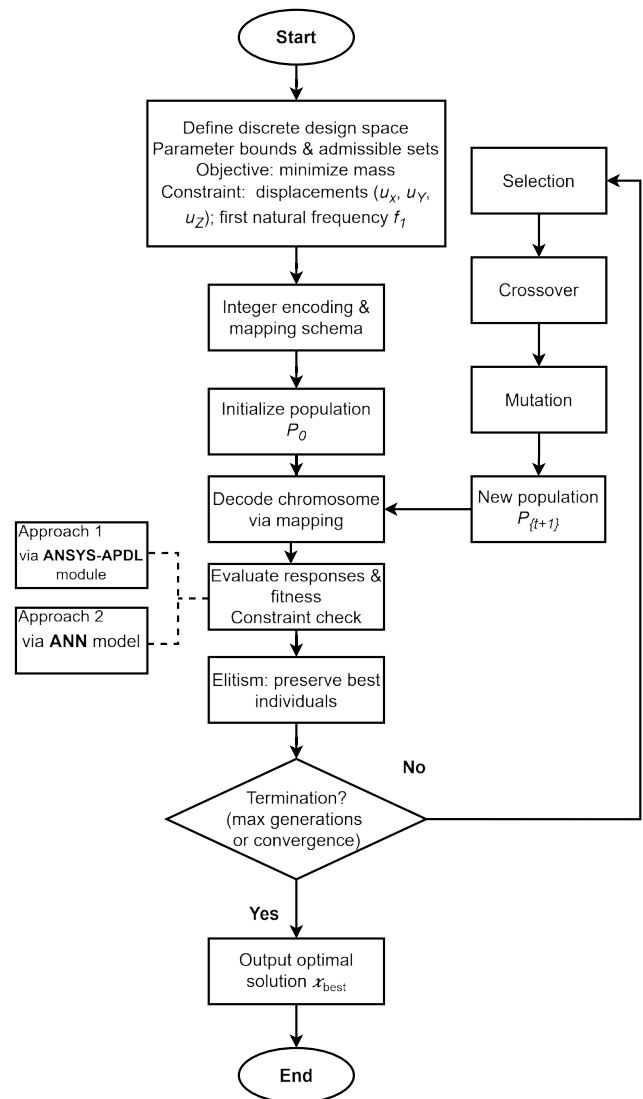 Start
Define discrete design space
Parameter bounds & admissible sets
Objective: minimize mass
Constraint: displacements (uₓ, u_Y,
u_Z); first natural frequency f₁
Integer encoding &
mapping schema
Initialize population
P₀
Decode chromosome
via mapping
Approach 1
via ANSYS-APDL
module
Approach 2
via ANN model
Evaluate responses &
fitness
Constraint check
Elitism: preserve best
individuals
Termination?
(max generations
or convergence)
No
Selection
Crossover
Mutation
New population
P_{t+1}
Yes
Output optimal
solution x_best
End